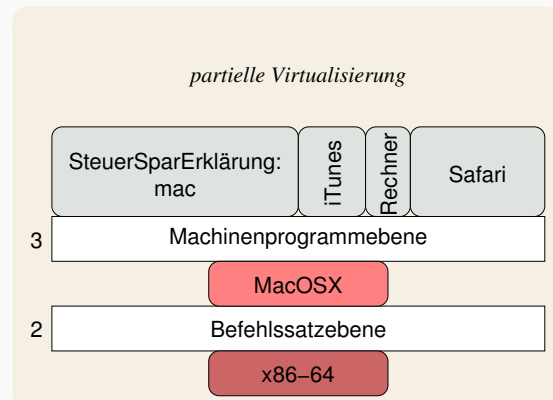 partielle Virtualisierung
SteuerSparErklärung:
mac
iTunes
Rechner
Safari
3
Machinenprogrammebene
MacOSX
2
Befehlssatzebene
x86–64